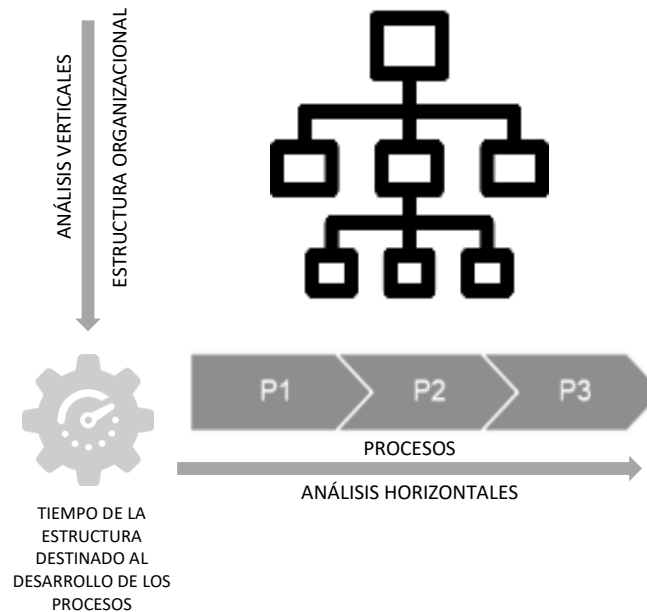 ANÁLISIS VERTICALES
ESTRUCTURA ORGANIZACIONAL
P1
P2
P3
PROCESOS
ANÁLISIS HORIZONTALES
TIEMPO DE LA
ESTRUCTURA
DESTINADO AL
DESARROLLO DE LOS
PROCESOS